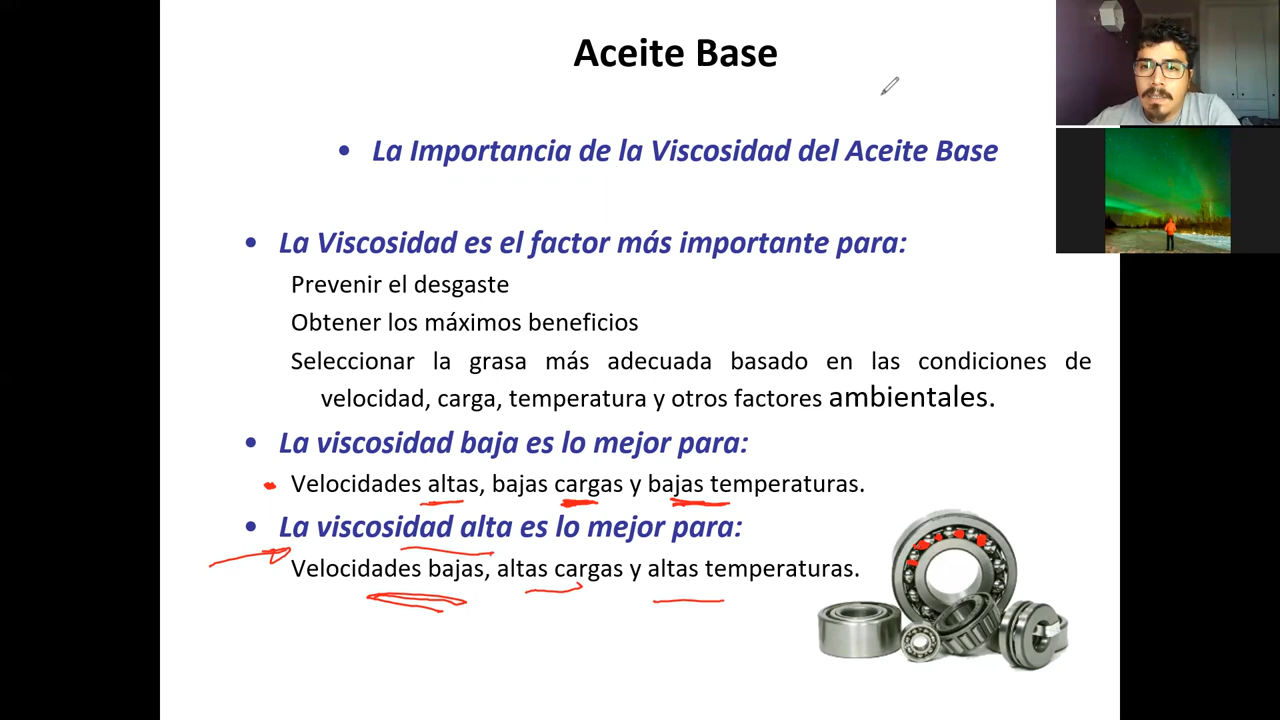 Aceite Base
• La Importancia de la Viscosidad del Aceite Base
• La Viscosidad es el factor más importante para:
Prevenir el desgaste
Obtener los máximos beneficios
Seleccionar la grasa más adecuada basado en las condiciones de
velocidad, carga, temperatura y otros factores ambientales.
• La viscosidad baja es lo mejor para:
Velocidades altas, bajas cargas y bajas temperaturas.
• La viscosidad alta es lo mejor para:
Velocidades bajas, altas cargas y altas temperaturas.